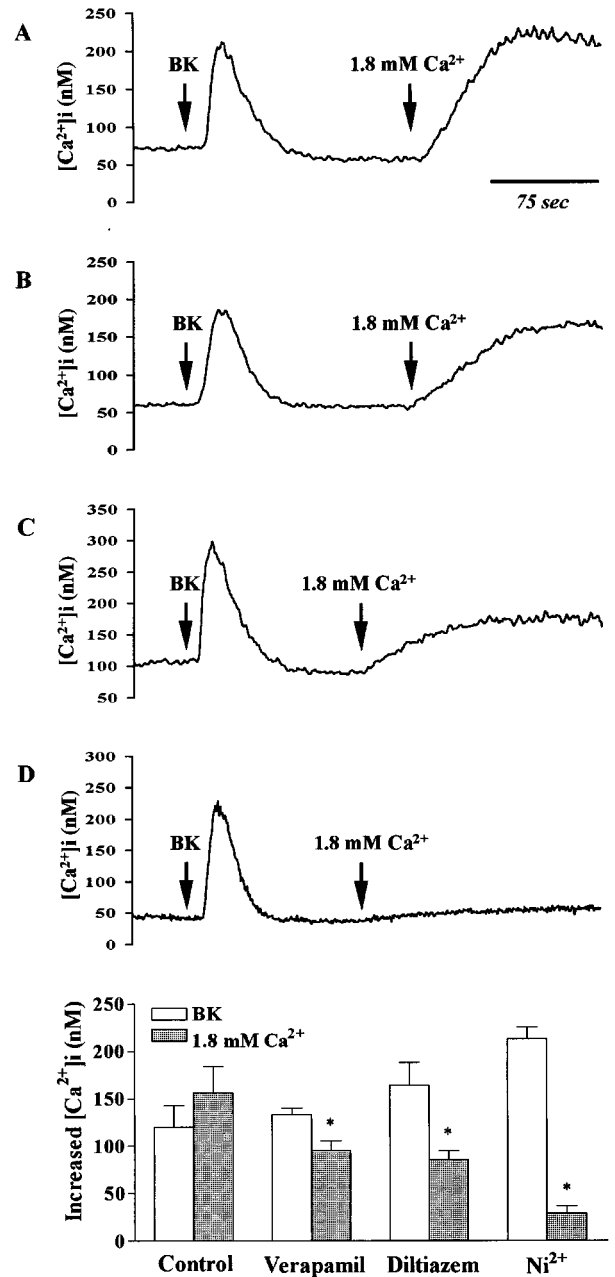 A
[Ca²⁺]i (nM)
250
200
150
100
50
0
BK
1.8 mM Ca²⁺
75 sec
B
[Ca²⁺]i (nM)
250
200
150
100
50
0
BK
1.8 mM Ca²⁺
C
[Ca²⁺]i (nM)
350
300
250
200
150
100
50
BK
1.8 mM Ca²⁺
D
[Ca²⁺]i (nM)
300
250
200
150
100
50
0
BK
1.8 mM Ca²⁺
Increased [Ca²⁺]i (nM)
250
200
150
100
50
0
BK
1.8 mM Ca²⁺
*
*
*
Control Verapamil Diltiazem Ni²⁺